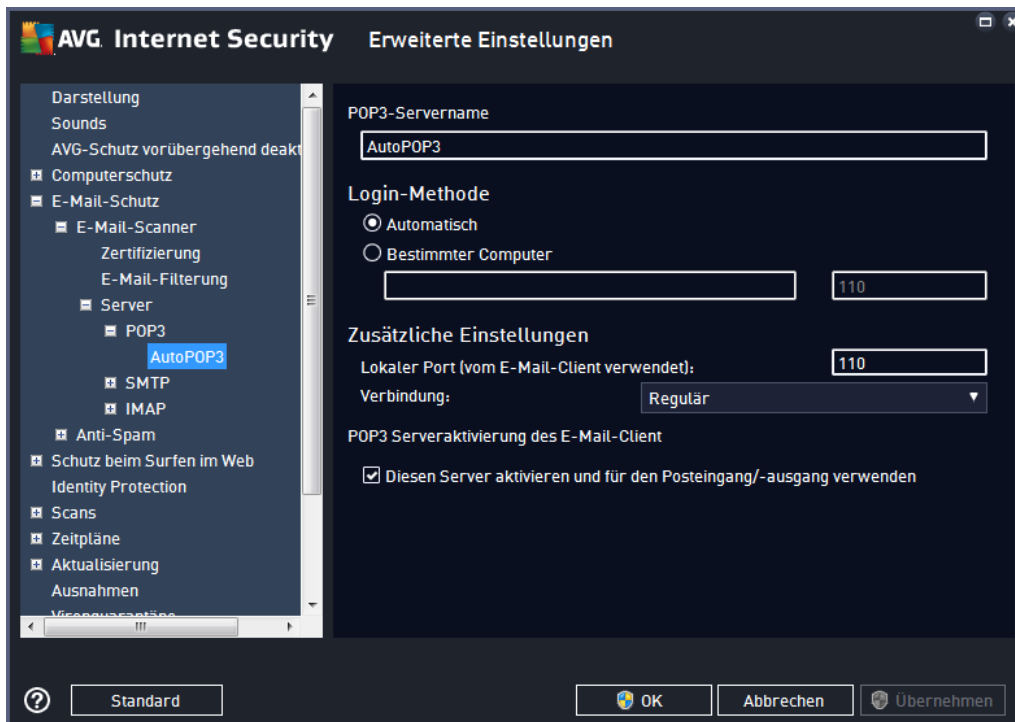 AVG Internet Security Erweiterte Einstellungen
Darstellung
Sounds
AVG-Schutz vorübergehend deakt
Computerschutz
E-Mail-Schutz
E-Mail-Scanner
Zertifizierung
E-Mail-Filterung
Server
POP3
AutoPOP3
SMTP
IMAP
Anti-Spam
Schutz beim Surfen im Web
Identity Protection
Scans
Zeitpläne
Aktualisierung
Ausnahmen
Virenquarantäne
POP3-Servername
AutoPOP3
Login-Methode
Automatisch
Bestimmter Computer
110
Zusätzliche Einstellungen
Lokaler Port (vom E-Mail-Client verwendet): 110
Verbindung: Regulär
POP3 Serveraktivierung des E-Mail-Client
Diesen Server aktivieren und für den Posteingang/-ausgang verwenden
? Standard OK Abbrechen Übernehmen